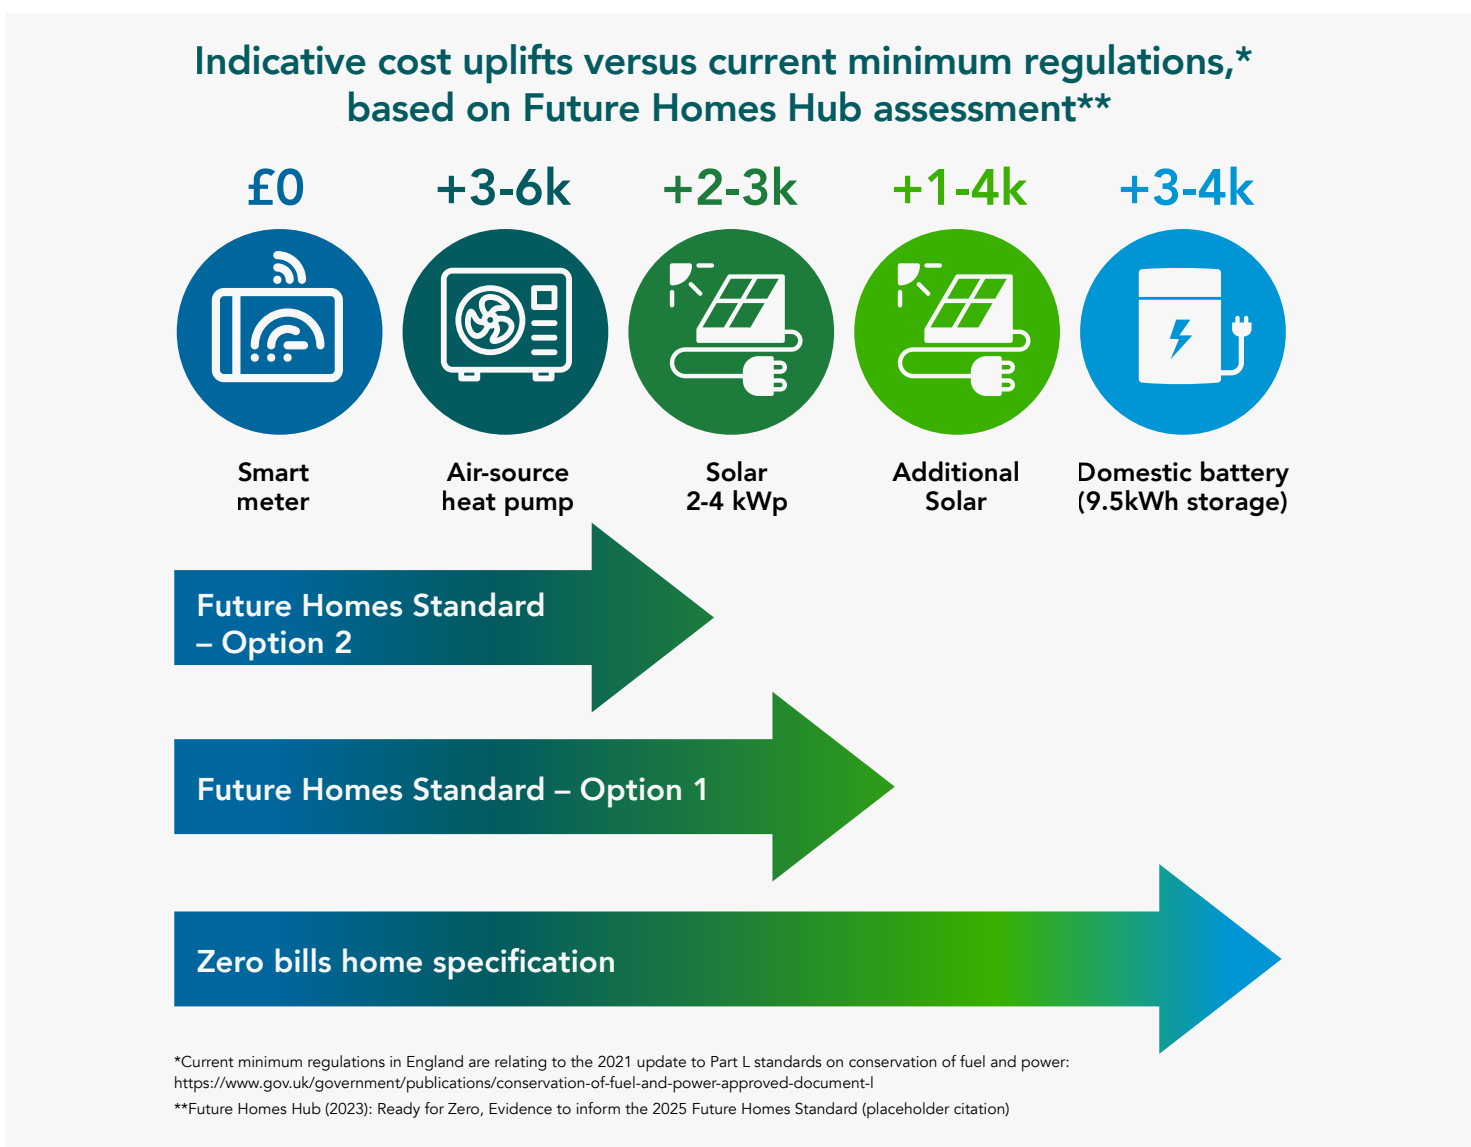 Indicative cost uplifts versus current minimum regulations,*
based on Future Homes Hub assessment**
£0
+3-6k
+2-3k
+1-4k
+3-4k
Smart
meter
Air-source
heat pump
Solar
2-4 kWp
Additional
Solar
Domestic battery
(9.5kWh storage)
Future Homes Standard
– Option 2
Future Homes Standard – Option 1
Zero bills home specification
*Current minimum regulations in England are relating to the 2021 update to Part L standards on conservation of fuel and power:
https://www.gov.uk/government/publications/conservation-of-fuel-and-power-approved-document-l
**Future Homes Hub (2023): Ready for Zero, Evidence to inform the 2025 Future Homes Standard (placeholder citation)